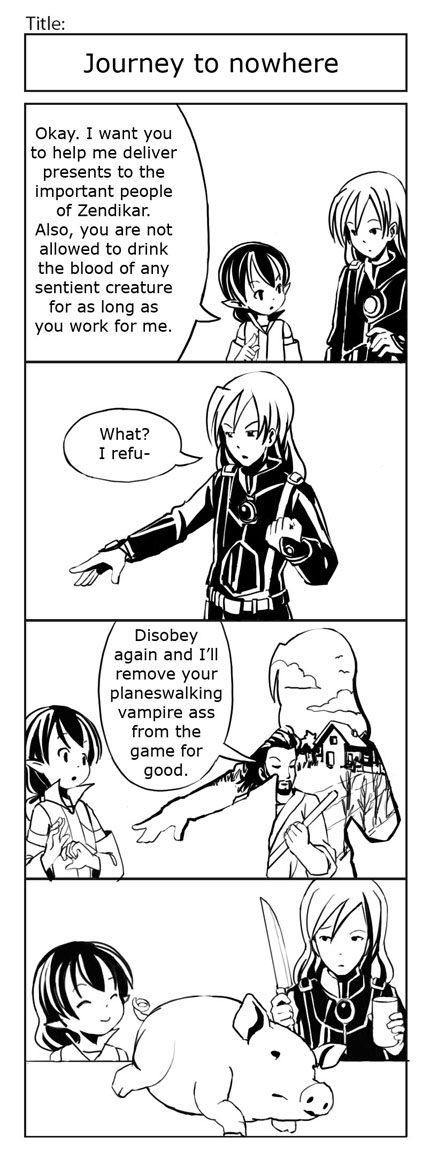 Title:
Journey to nowhere
Okay. I want you
to help me deliver
presents to the
important people
of Zendikar.
Also, you are not
allowed to drink
the blood of any
sentient creature
for as long as
you work for me.
What?
I refu-
Disobey
again and I'll
remove your
planeswalking
vampire ass
from the
game for
good.